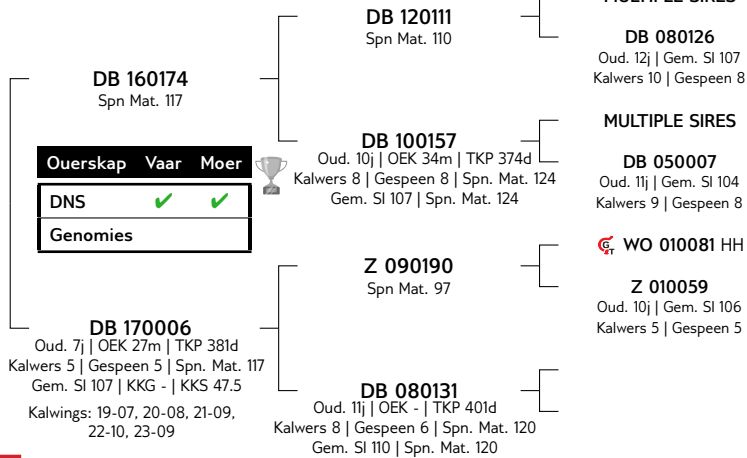 MULTIPLE SIRES
DB 120111
Spn Mat. 110
DB 080126
Oud. 12j | Gem. SI 107
Kalwers 10 | Gespeen 8
DB 160174
Spn Mat. 117
MULTIPLE SIRES
DB 100157
Oud. 10j | OEK 34m | TKP 374d
Kalwers 8 | Gespeen 8 | Spn. Mat. 124
Gem. SI 107 | Spn. Mat. 124
DB 050007
Oud. 11j | Gem. SI 104
Kalwers 9 | Gespeen 8
Ouerskap Vaar Moer
DNS ✔ ✔
Genomies
WO 010081 HH
Z 090190
Spn Mat. 97
Z 010059
Oud. 10j | Gem. SI 106
Kalwers 5 | Gespeen 5
DB 170006
Oud. 7j | OEK 27m | TKP 381d
Kalwers 5 | Gespeen 5 | Spn. Mat. 117
Gem. SI 107 | KKG - | KKS 47.5
Kalwings: 19-07, 20-08, 21-09,
22-10, 23-09
DB 080131
Oud. 11j | OEK - | TKP 401d
Kalwers 8 | Gespeen 6 | Spn. Mat. 120
Gem. SI 110 | Spn. Mat. 120